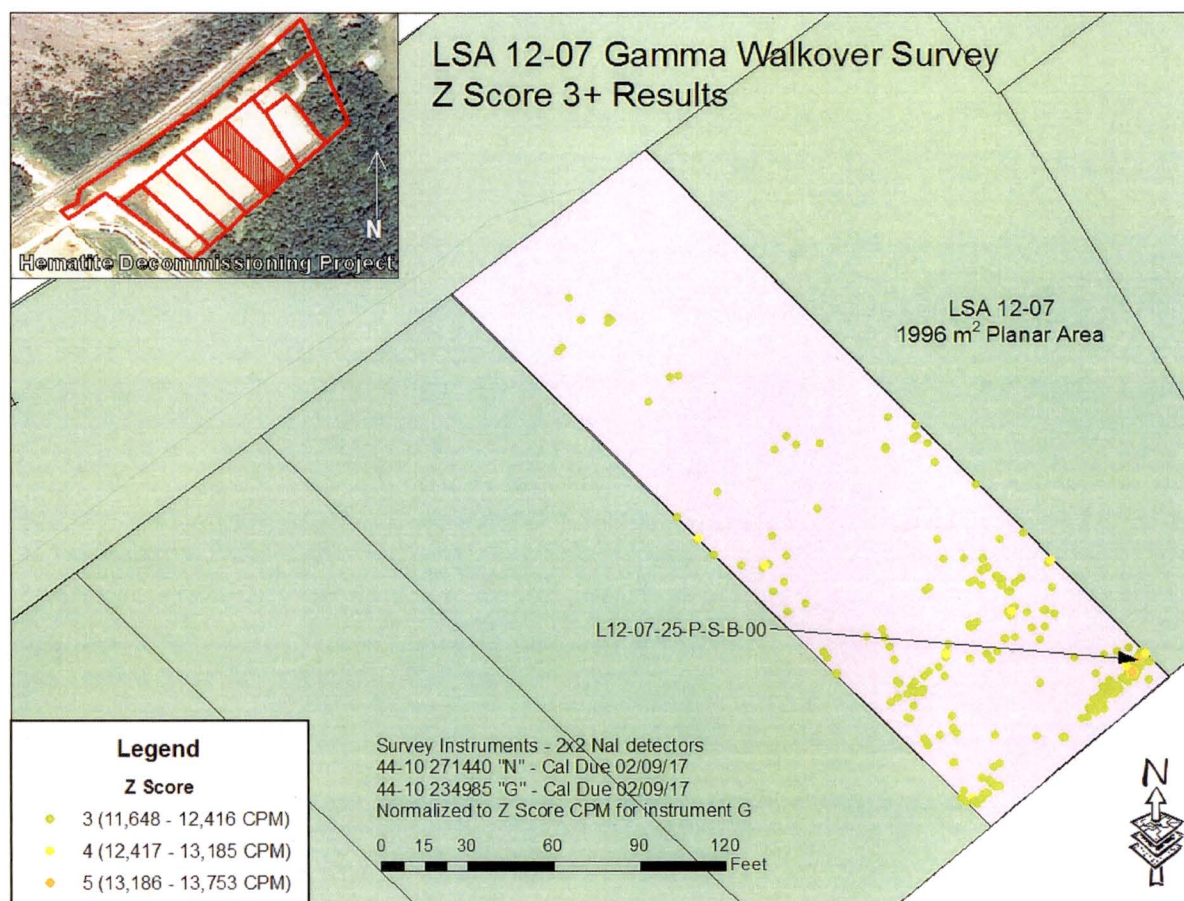 LSA 12-07 Gamma Walkover Survey
Z Score 3+ Results
N
Hematite Decommissioning Project
LSA 12-07
1996 m² Planar Area
L12-07-25-P-S-B-00
Legend
Z Score
3 (11,648 - 12,416 CPM)
4 (12,417 - 13,185 CPM)
5 (13,186 - 13,753 CPM)
Survey Instruments - 2x2 NaI detectors
44-10 271440 "N" - Cal Due 02/09/17
44-10 234985 "G" - Cal Due 02/09/17
Normalized to Z Score CPM for instrument G
0 15 30 60 90 120
Feet
N